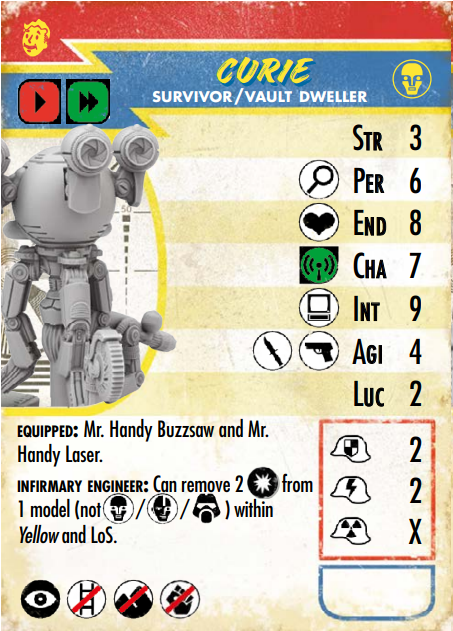 CURIE
SURVIVOR/VAULT DWELLER
STR 3
PER 6
END 8
CHA 7
INT 9
AGI 4
LUC 2
50
EQUIPPED: Mr. Handy Buzzsaw and Mr.
Handy Laser.
INFIRMARY ENGINEER: Can remove 2 from
1 model (not / / ) within
Yellow and LoS.
2
2
X